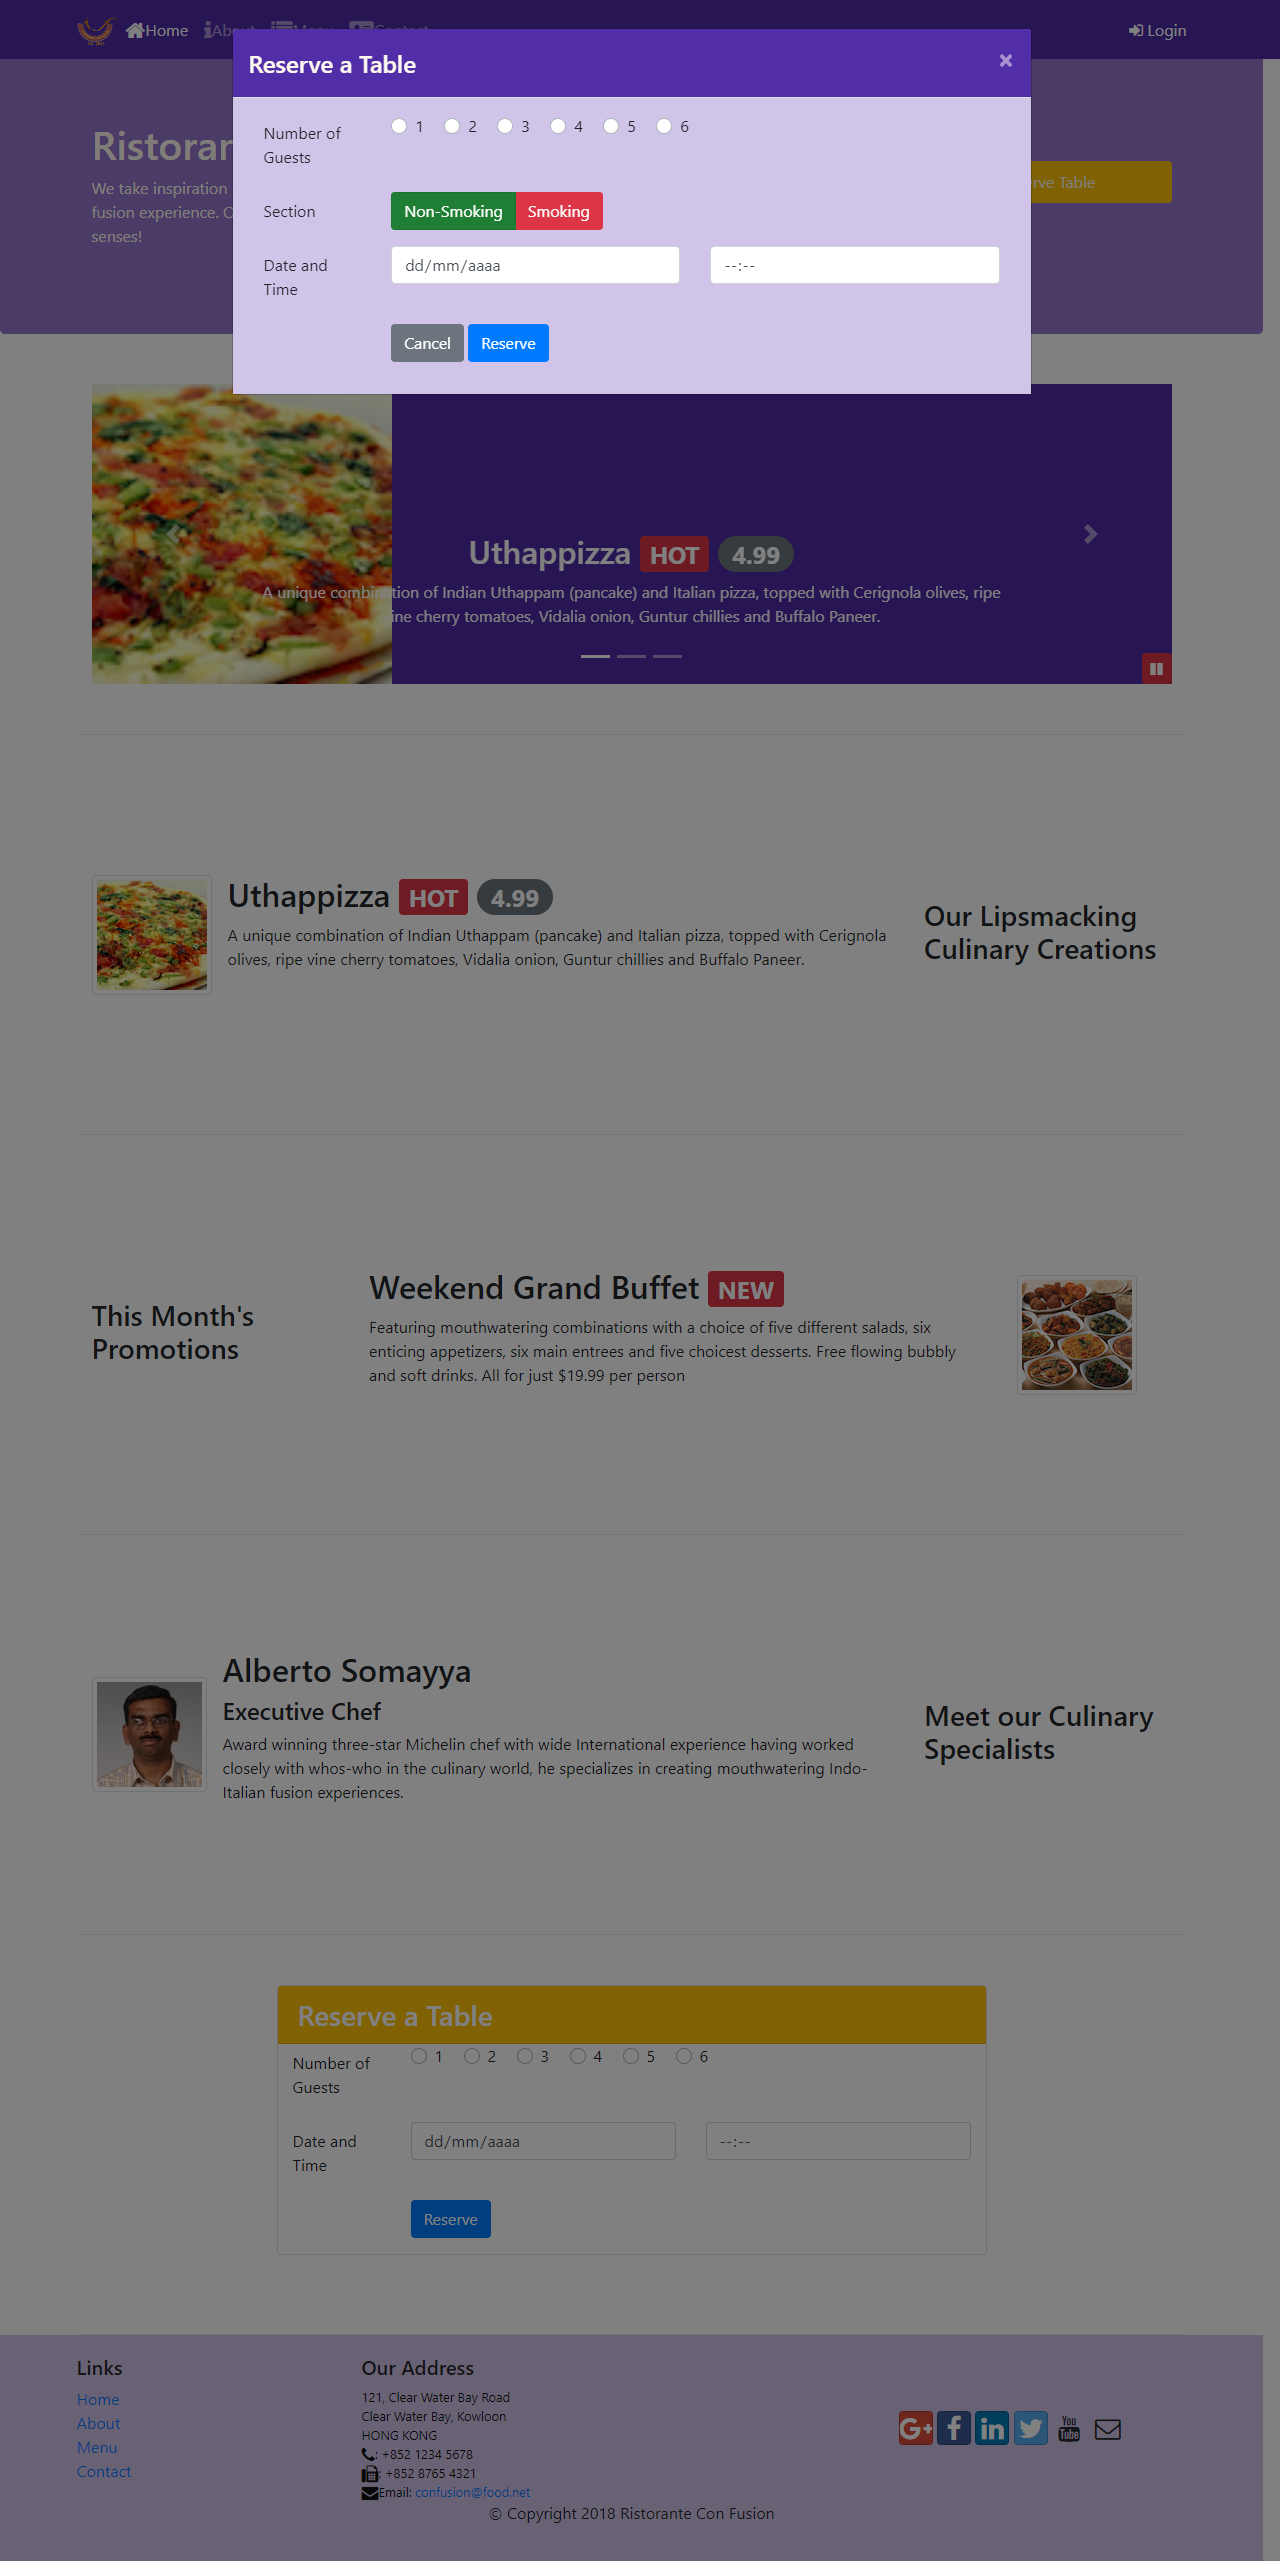 Home
Login
Reserve a Table
×
Ristoran
We take inspiration
fusion experience.
senses!
rve Table
Number of
Guests
1 2 3 4 5 6
Section
Non-Smoking Smoking
Date and
Time
dd/mm/aaaa
--:--
Cancel Reserve
Uthappizza HOT 4.99
A unique combination of Indian Uthappam (pancake) and Italian pizza, topped with Cerignola olives, ripe
vine cherry tomatoes, Vidalia onion, Guntur chillies and Buffalo Paneer.
Uthappizza HOT 4.99
A unique combination of Indian Uthappam (pancake) and Italian pizza, topped with Cerignola
olives, ripe vine cherry tomatoes, Vidalia onion, Guntur chillies and Buffalo Paneer.
Our Lipsmacking
Culinary Creations
This Month's
Promotions
Weekend Grand Buffet NEW
Featuring mouthwatering combinations with a choice of five different salads, six
enticing appetizers, six main entrees and five choicest desserts. Free flowing bubbly
and soft drinks. All for just $19.99 per person
Alberto Somayya
Executive Chef
Award winning three-star Michelin chef with wide International experience having worked
closely with whos-who in the culinary world, he specializes in creating mouthwatering Indo-
Italian fusion experiences.
Meet our Culinary
Specialists
Reserve a Table
Number of
Guests
1 2 3 4 5 6
Date and
Time
dd/mm/aaaa
--:--
Reserve
Links
Home
About
Menu
Contact
Our Address
121, Clear Water Bay Road
Clear Water Bay, Kowloon
HONG KONG
: +852 1234 5678
: +852 8765 4321
Email: confusion@food.net
G+ f in You Tube
© Copyright 2018 Ristorante Con Fusion